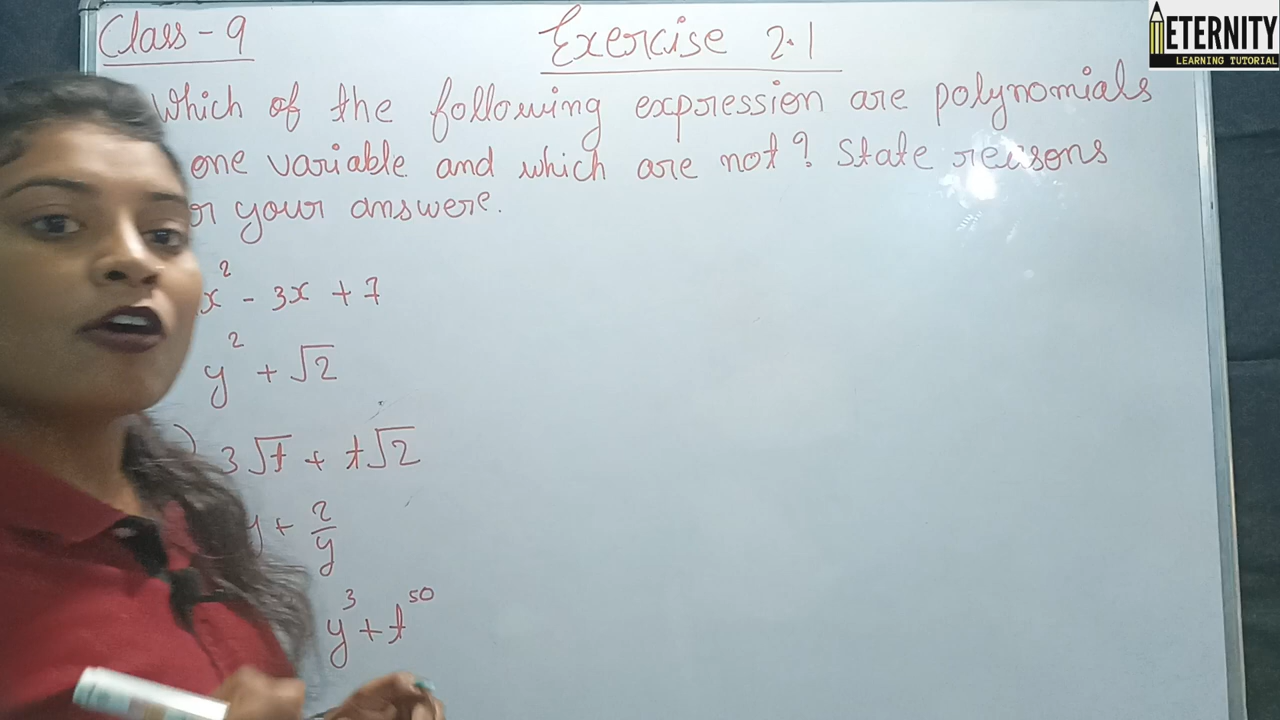 Class - 9
Exercise 2.1
ETERNITY
LEARNING TUTORIAL
Which of the following expression are polynomials
one variable and which are not? State reasons
or your answere.
x² - 3x + 7
y² + √2
) 3√t + t√2
y + 2/y
y³ + t⁵⁰